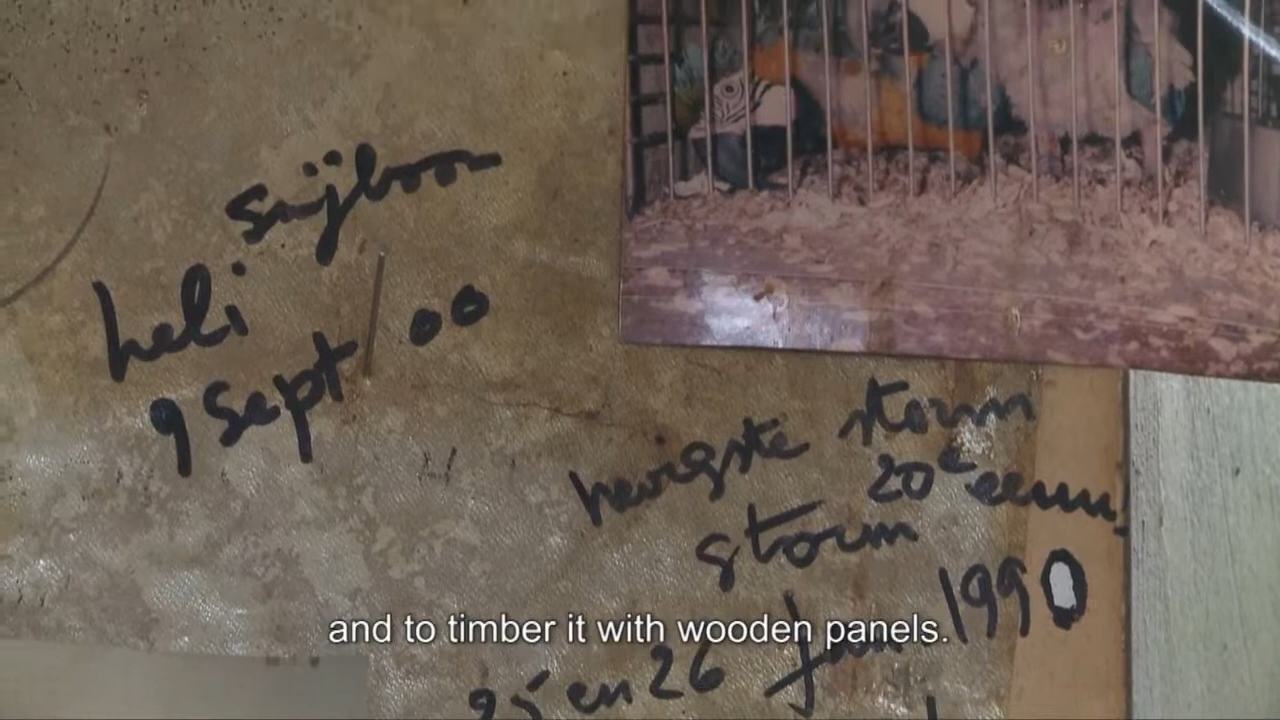 heli snijboon
9 Sept 00
hevigste storm
20e eeuw
storm
25 en 26 Jan 1990
and to timber it with wooden panels.